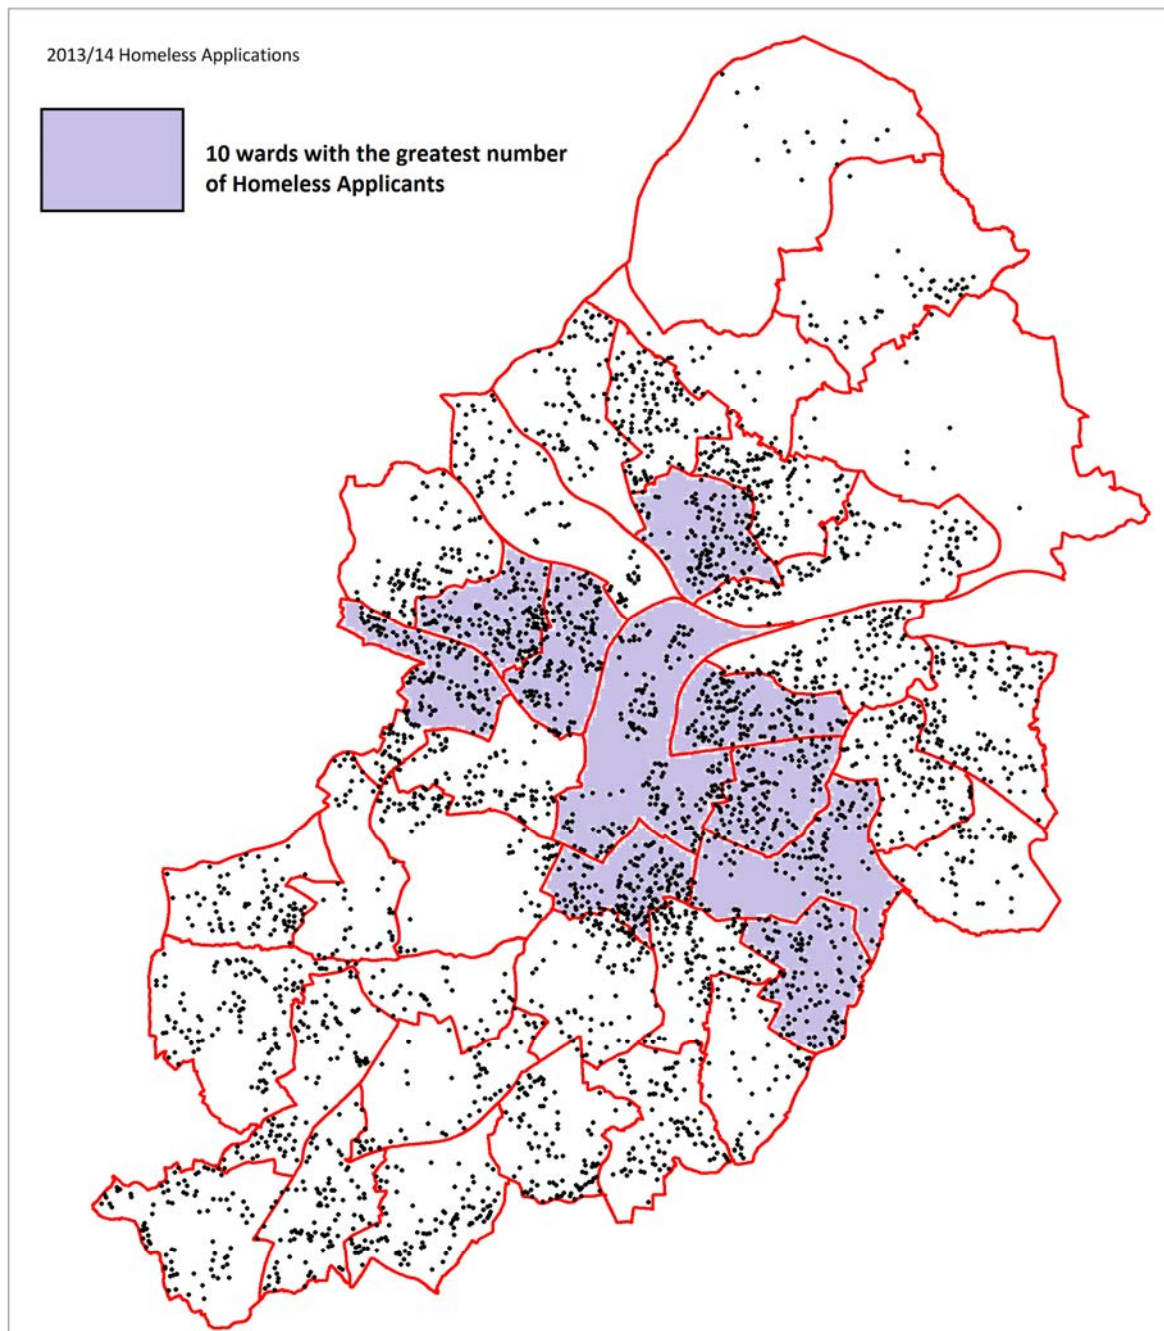 2013/14 Homeless Applications
10 wards with the greatest number
of Homeless Applicants